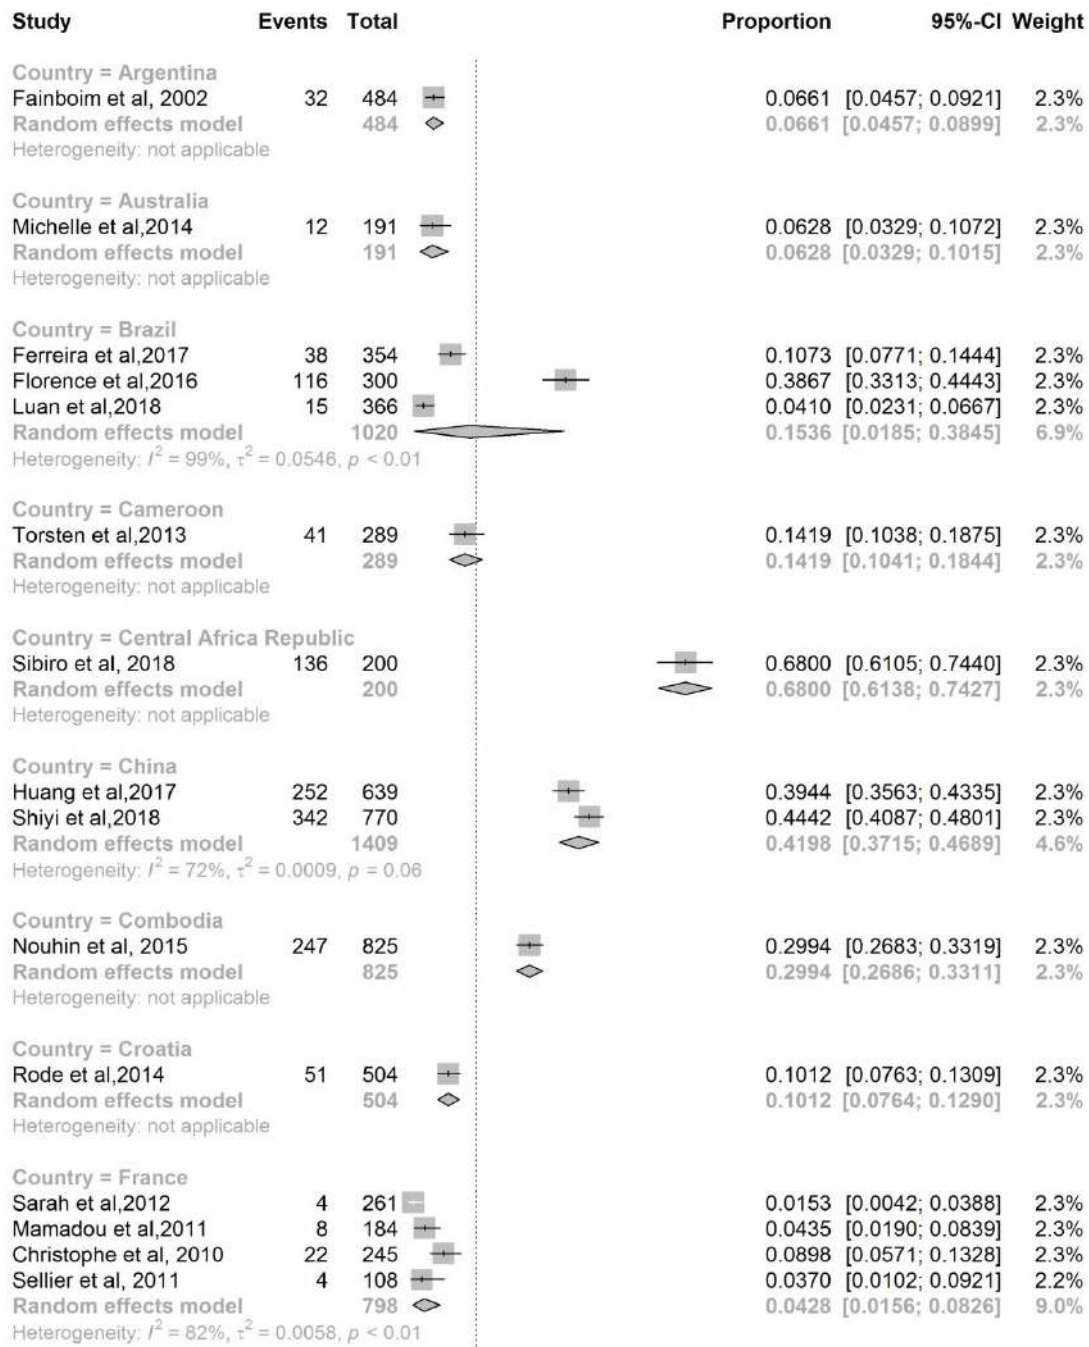 Study Events Total Proportion 95%-CI Weight
Country = Argentina
Fainboim et al, 2002 32 484 0.0661 [0.0457; 0.0921] 2.3%
Random effects model 484 0.0661 [0.0457; 0.0899] 2.3%
Heterogeneity: not applicable
Country = Australia
Michelle et al,2014 12 191 0.0628 [0.0329; 0.1072] 2.3%
Random effects model 191 0.0628 [0.0329; 0.1015] 2.3%
Heterogeneity: not applicable
Country = Brazil
Ferreira et al,2017 38 354 0.1073 [0.0771; 0.1444] 2.3%
Florence et al,2016 116 300 0.3867 [0.3313; 0.4443] 2.3%
Luan et al,2018 15 366 0.0410 [0.0231; 0.0667] 2.3%
Random effects model 1020 0.1536 [0.0185; 0.3845] 6.9%
Heterogeneity: I² = 99%, τ² = 0.0546, p < 0.01
Country = Cameroon
Torsten et al,2013 41 289 0.1419 [0.1038; 0.1875] 2.3%
Random effects model 289 0.1419 [0.1041; 0.1844] 2.3%
Heterogeneity: not applicable
Country = Central Africa Republic
Sibiro et al, 2018 136 200 0.6800 [0.6105; 0.7440] 2.3%
Random effects model 200 0.6800 [0.6138; 0.7427] 2.3%
Heterogeneity: not applicable
Country = China
Huang et al,2017 252 639 0.3944 [0.3563; 0.4335] 2.3%
Shiyi et al,2018 342 770 0.4442 [0.4087; 0.4801] 2.3%
Random effects model 1409 0.4198 [0.3715; 0.4689] 4.6%
Heterogeneity: I² = 72%, τ² = 0.0009, p = 0.06
Country = Combodia
Nouhin et al, 2015 247 825 0.2994 [0.2683; 0.3319] 2.3%
Random effects model 825 0.2994 [0.2686; 0.3311] 2.3%
Heterogeneity: not applicable
Country = Croatia
Rode et al,2014 51 504 0.1012 [0.0763; 0.1309] 2.3%
Random effects model 504 0.1012 [0.0764; 0.1290] 2.3%
Heterogeneity: not applicable
Country = France
Sarah et al,2012 4 261 0.0153 [0.0042; 0.0388] 2.3%
Mamadou et al,2011 8 184 0.0435 [0.0190; 0.0839] 2.3%
Christophe et al, 2010 22 245 0.0898 [0.0571; 0.1328] 2.3%
Sellier et al, 2011 4 108 0.0370 [0.0102; 0.0921] 2.2%
Random effects model 798 0.0428 [0.0156; 0.0826] 9.0%
Heterogeneity: I² = 82%, τ² = 0.0058, p < 0.01